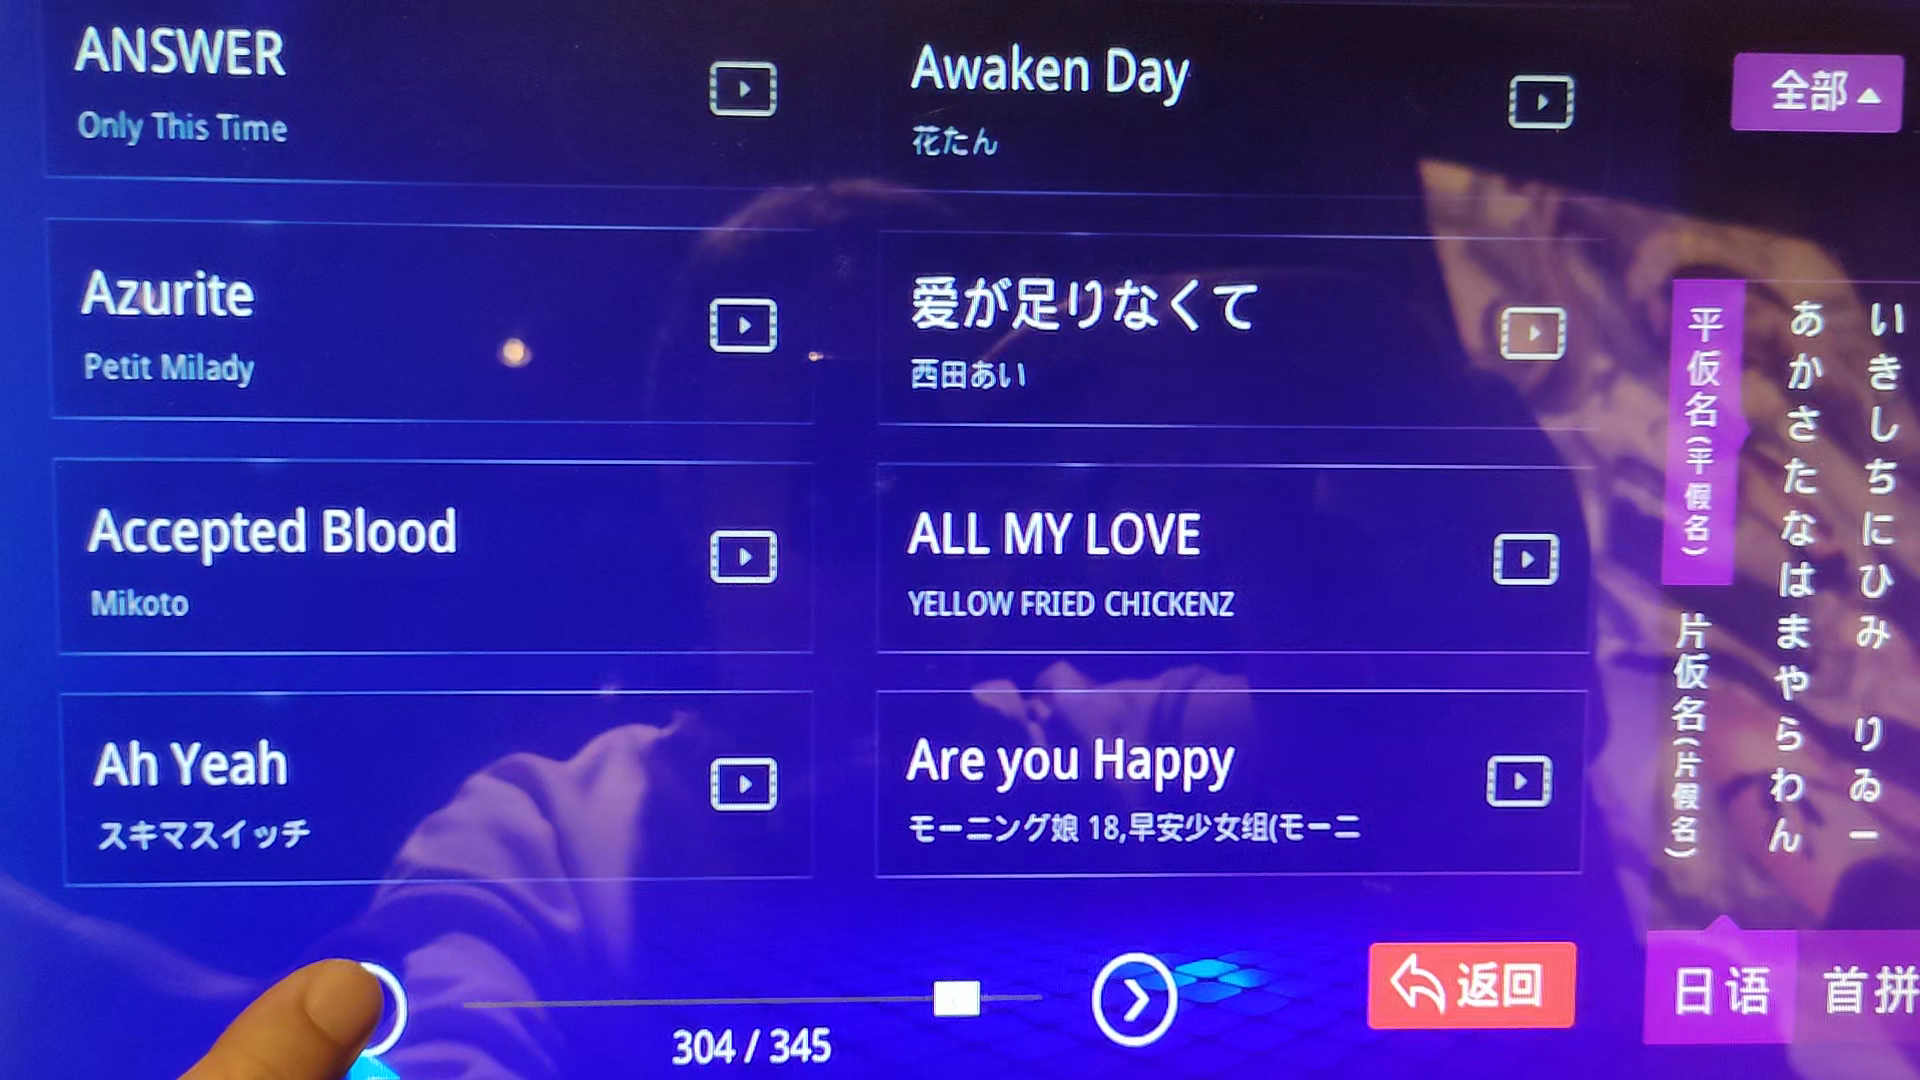 ANSWER
Only This Time
Awaken Day
花たん
Azurite
Petit Milady
愛が足りなくて
西田あい
Accepted Blood
Mikoto
ALL MY LOVE
YELLOW FRIED CHICKENZ
Ah Yeah
スキマスイッチ
Are you Happy
モーニング娘 18,早安少女组(モーニ
304 / 345
返回
全部
平仮名(平假名)
片仮名(片假名)
あかさたなはまやらわん
いきしちにひみ りゐー
日语
首拼